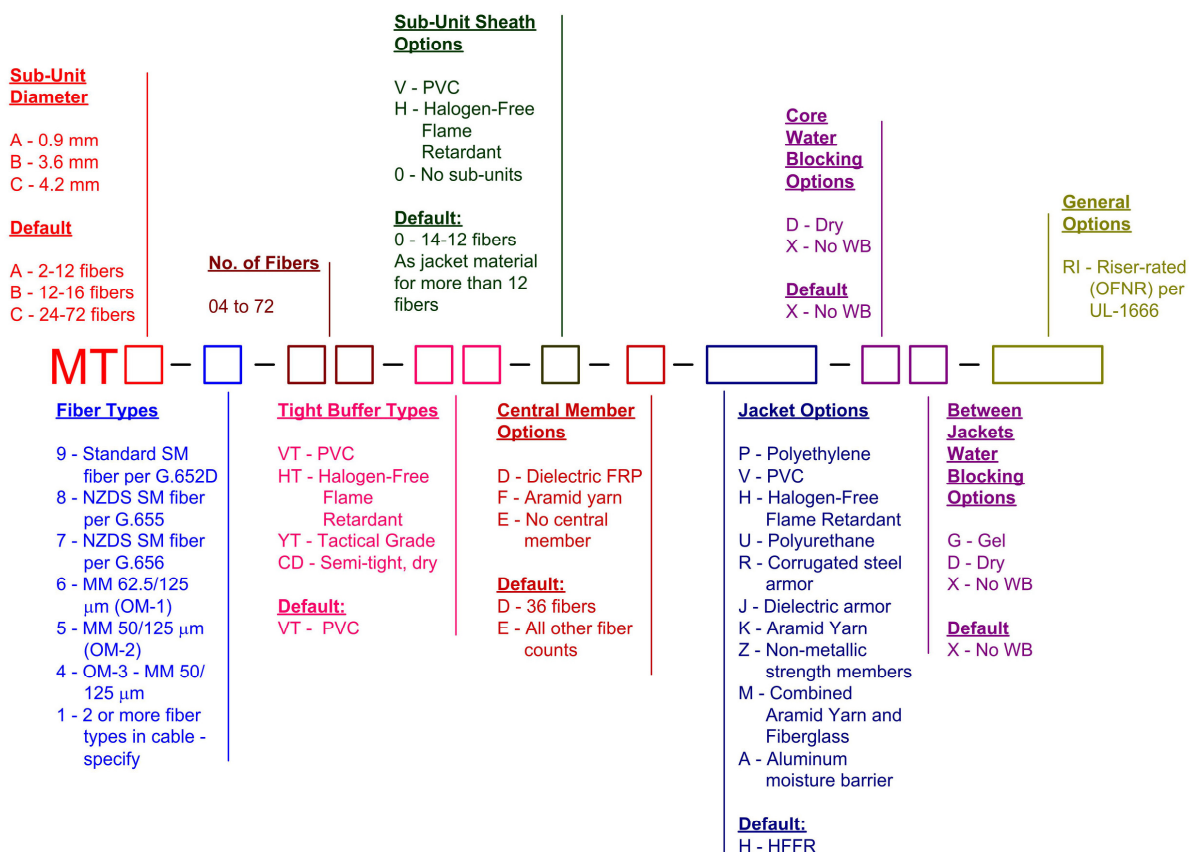 Sub-Unit Sheath
Options
V - PVC
H - Halogen-Free
Flame
Retardant
0 - No sub-units
Default:
0 - 14-12 fibers
As jacket material
for more than 12
fibers
Sub-Unit
Diameter
A - 0.9 mm
B - 3.6 mm
C - 4.2 mm
Default
A - 2-12 fibers
B - 12-16 fibers
C - 24-72 fibers
No. of Fibers
04 to 72
Core
Water
Blocking
Options
D - Dry
X - No WB
Default
X - No WB
General
Options
RI - Riser-rated
(OFNR) per
UL-1666
MT - - - - - - - -
Fiber Types
9 - Standard SM
fiber per G.652D
8 - NZDS SM fiber
per G.655
7 - NZDS SM fiber
per G.656
6 - MM 62.5/125
μm (OM-1)
5 - MM 50/125 μm
(OM-2)
4 - OM-3 - MM 50/
125 μm
1 - 2 or more fiber
types in cable -
specify
Tight Buffer Types
VT - PVC
HT - Halogen-Free
Flame
Retardant
YT - Tactical Grade
CD - Semi-tight, dry
Default:
VT - PVC
Central Member
Options
D - Dielectric FRP
F - Aramid yarn
E - No central
member
Default:
D - 36 fibers
E - All other fiber
counts
Jacket Options
P - Polyethylene
V - PVC
H - Halogen-Free
Flame Retardant
U - Polyurethane
R - Corrugated steel
armor
J - Dielectric armor
K - Aramid Yarn
Z - Non-metallic
strength members
M - Combined
Aramid Yarn and
Fiberglass
A - Aluminum
moisture barrier
Default:
H - HFFR
Between
Jackets
Water
Blocking
Options
G - Gel
D - Dry
X - No WB
Default
X - No WB